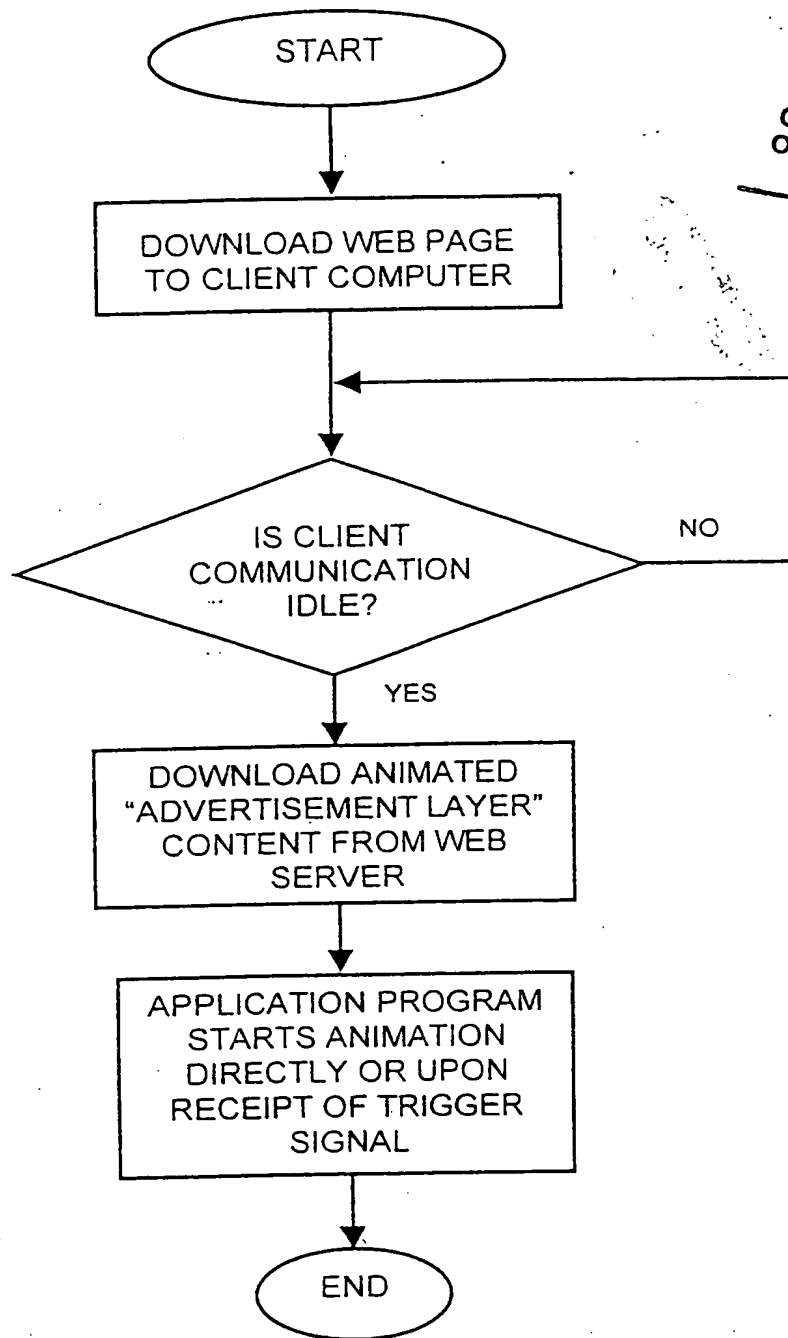 START
DOWNLOAD WEB PAGE
TO CLIENT COMPUTER
IS CLIENT
COMMUNICATION
IDLE?
NO
YES
DOWNLOAD ANIMATED
“ADVERTISEMENT LAYER”
CONTENT FROM WEB
SERVER
APPLICATION PROGRAM
STARTS ANIMATION
DIRECTLY OR UPON
RECEIPT OF TRIGGER
SIGNAL
END